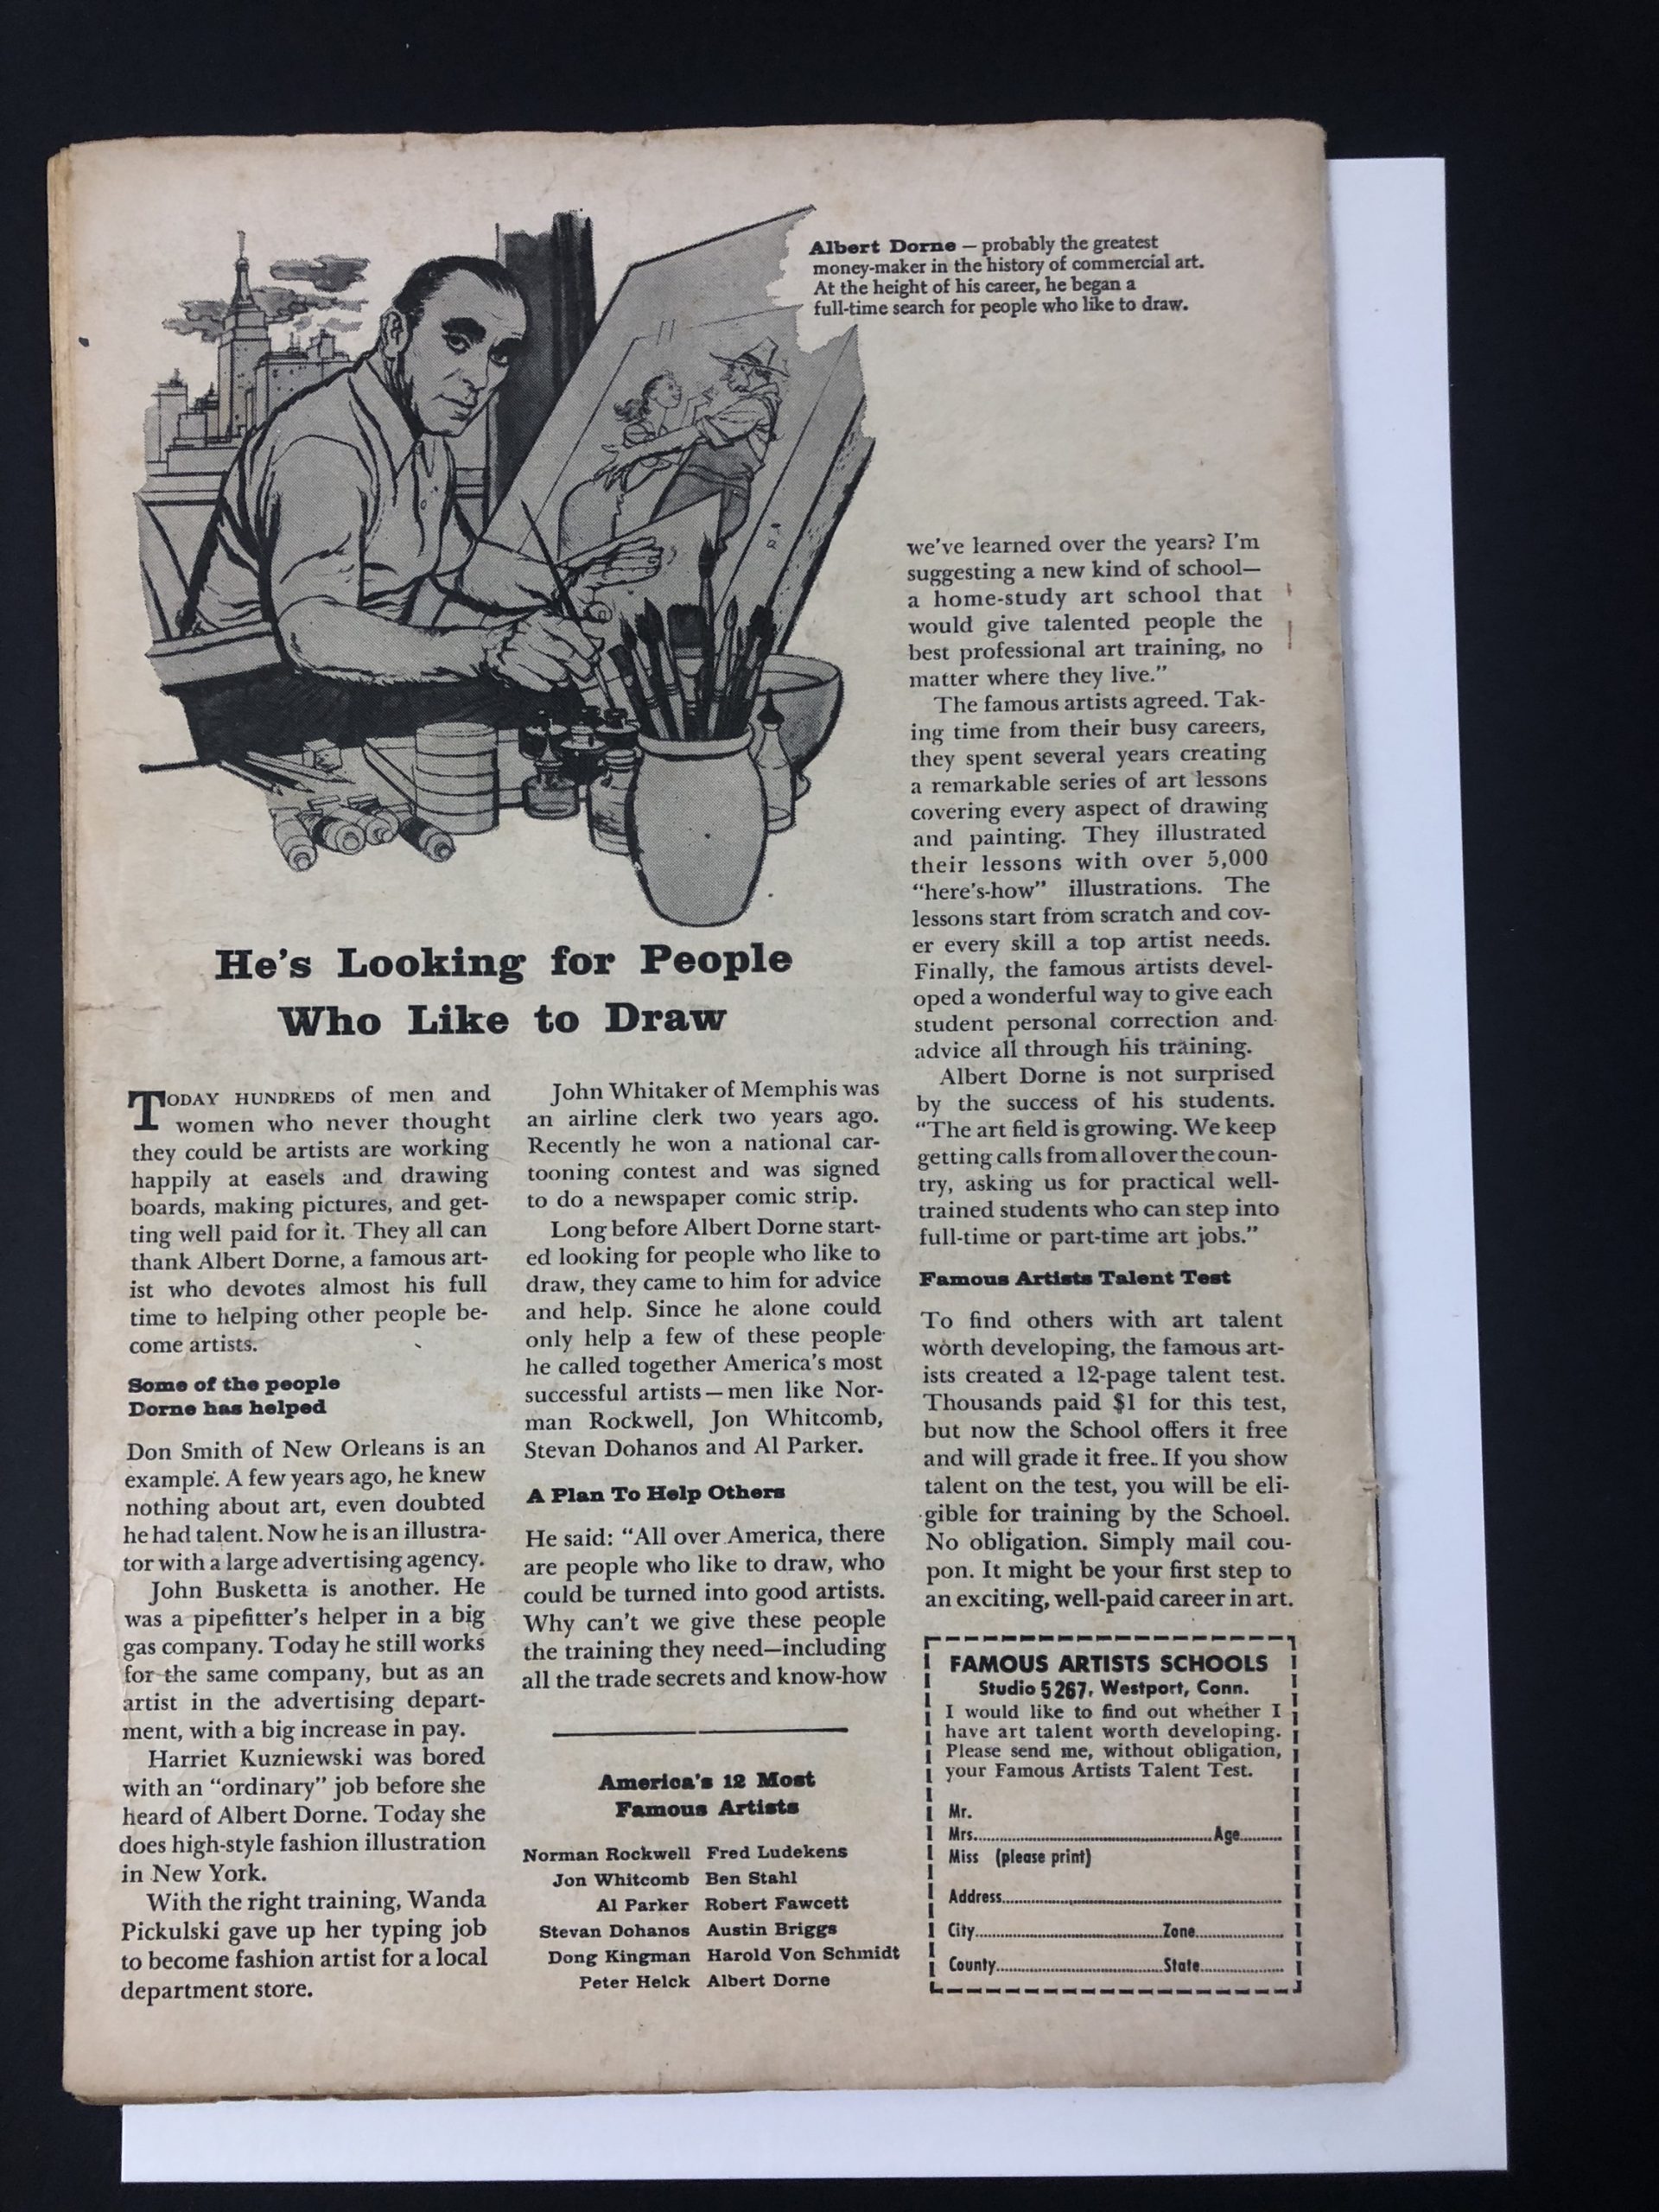 Albert Dorne — probably the greatest
money-maker in the history of commercial art.
At the height of his career, he began a
full-time search for people who like to draw.
He's Looking for People
Who Like to Draw
TODAY HUNDREDS of men and
women who never thought
they could be artists are working
happily at easels and drawing
boards, making pictures, and get-
ting well paid for it. They all can
thank Albert Dorne, a famous art-
ist who devotes almost his full
time to helping other people be-
come artists.
Some of the people
Dorne has helped
Don Smith of New Orleans is an
example. A few years ago, he knew
nothing about art, even doubted
he had talent. Now he is an illustra-
tor with a large advertising agency.
John Busketta is another. He
was a pipefitter's helper in a big
gas company. Today he still works
for the same company, but as an
artist in the advertising depart-
ment, with a big increase in pay.
Harriet Kuzniewski was bored
with an "ordinary" job before she
heard of Albert Dorne. Today she
does high-style fashion illustration
in New York.
With the right training, Wanda
Pickulski gave up her typing job
to become fashion artist for a local
department store.
John Whitaker of Memphis was
an airline clerk two years ago.
Recently he won a national car-
tooning contest and was signed
to do a newspaper comic strip.
Long before Albert Dorne start-
ed looking for people who like to
draw, they came to him for advice
and help. Since he alone could
only help a few of these people
he called together America's most
successful artists — men like Nor-
man Rockwell, Jon Whitcomb,
Stevan Dohanos and Al Parker.
A Plan To Help Others
He said: "All over America, there
are people who like to draw, who
could be turned into good artists.
Why can't we give these people
the training they need—including
all the trade secrets and know-how
America's 12 Most
Famous Artists
Norman Rockwell Fred Ludekens
Jon Whitcomb Ben Stahl
Al Parker Robert Fawcett
Stevan Dohanos Austin Briggs
Dong Kingman Harold Von Schmidt
Peter Helck Albert Dorne
we've learned over the years? I'm
suggesting a new kind of school—
a home-study art school that
would give talented people the
best professional art training, no
matter where they live."
The famous artists agreed. Tak-
ing time from their busy careers,
they spent several years creating
a remarkable series of art lessons
covering every aspect of drawing
and painting. They illustrated
their lessons with over 5,000
"here's-how" illustrations. The
lessons start from scratch and cov-
er every skill a top artist needs.
Finally, the famous artists devel-
oped a wonderful way to give each
student personal correction and
advice all through his training.
Albert Dorne is not surprised
by the success of his students.
"The art field is growing. We keep
getting calls from all over the coun-
try, asking us for practical well-
trained students who can step into
full-time or part-time art jobs."
Famous Artists Talent Test
To find others with art talent
worth developing, the famous art-
ists created a 12-page talent test.
Thousands paid $1 for this test,
but now the School offers it free
and will grade it free. If you show
talent on the test, you will be eli-
gible for training by the School.
No obligation. Simply mail cou-
pon. It might be your first step to
an exciting, well-paid career in art.
FAMOUS ARTISTS SCHOOLS
Studio 5267, Westport, Conn.
I would like to find out whether I
have art talent worth developing.
Please send me, without obligation,
your Famous Artists Talent Test.
Mr.
Mrs.......Age.......
Miss (please print)
Address.......
City.......Zone.......
County.......State.......